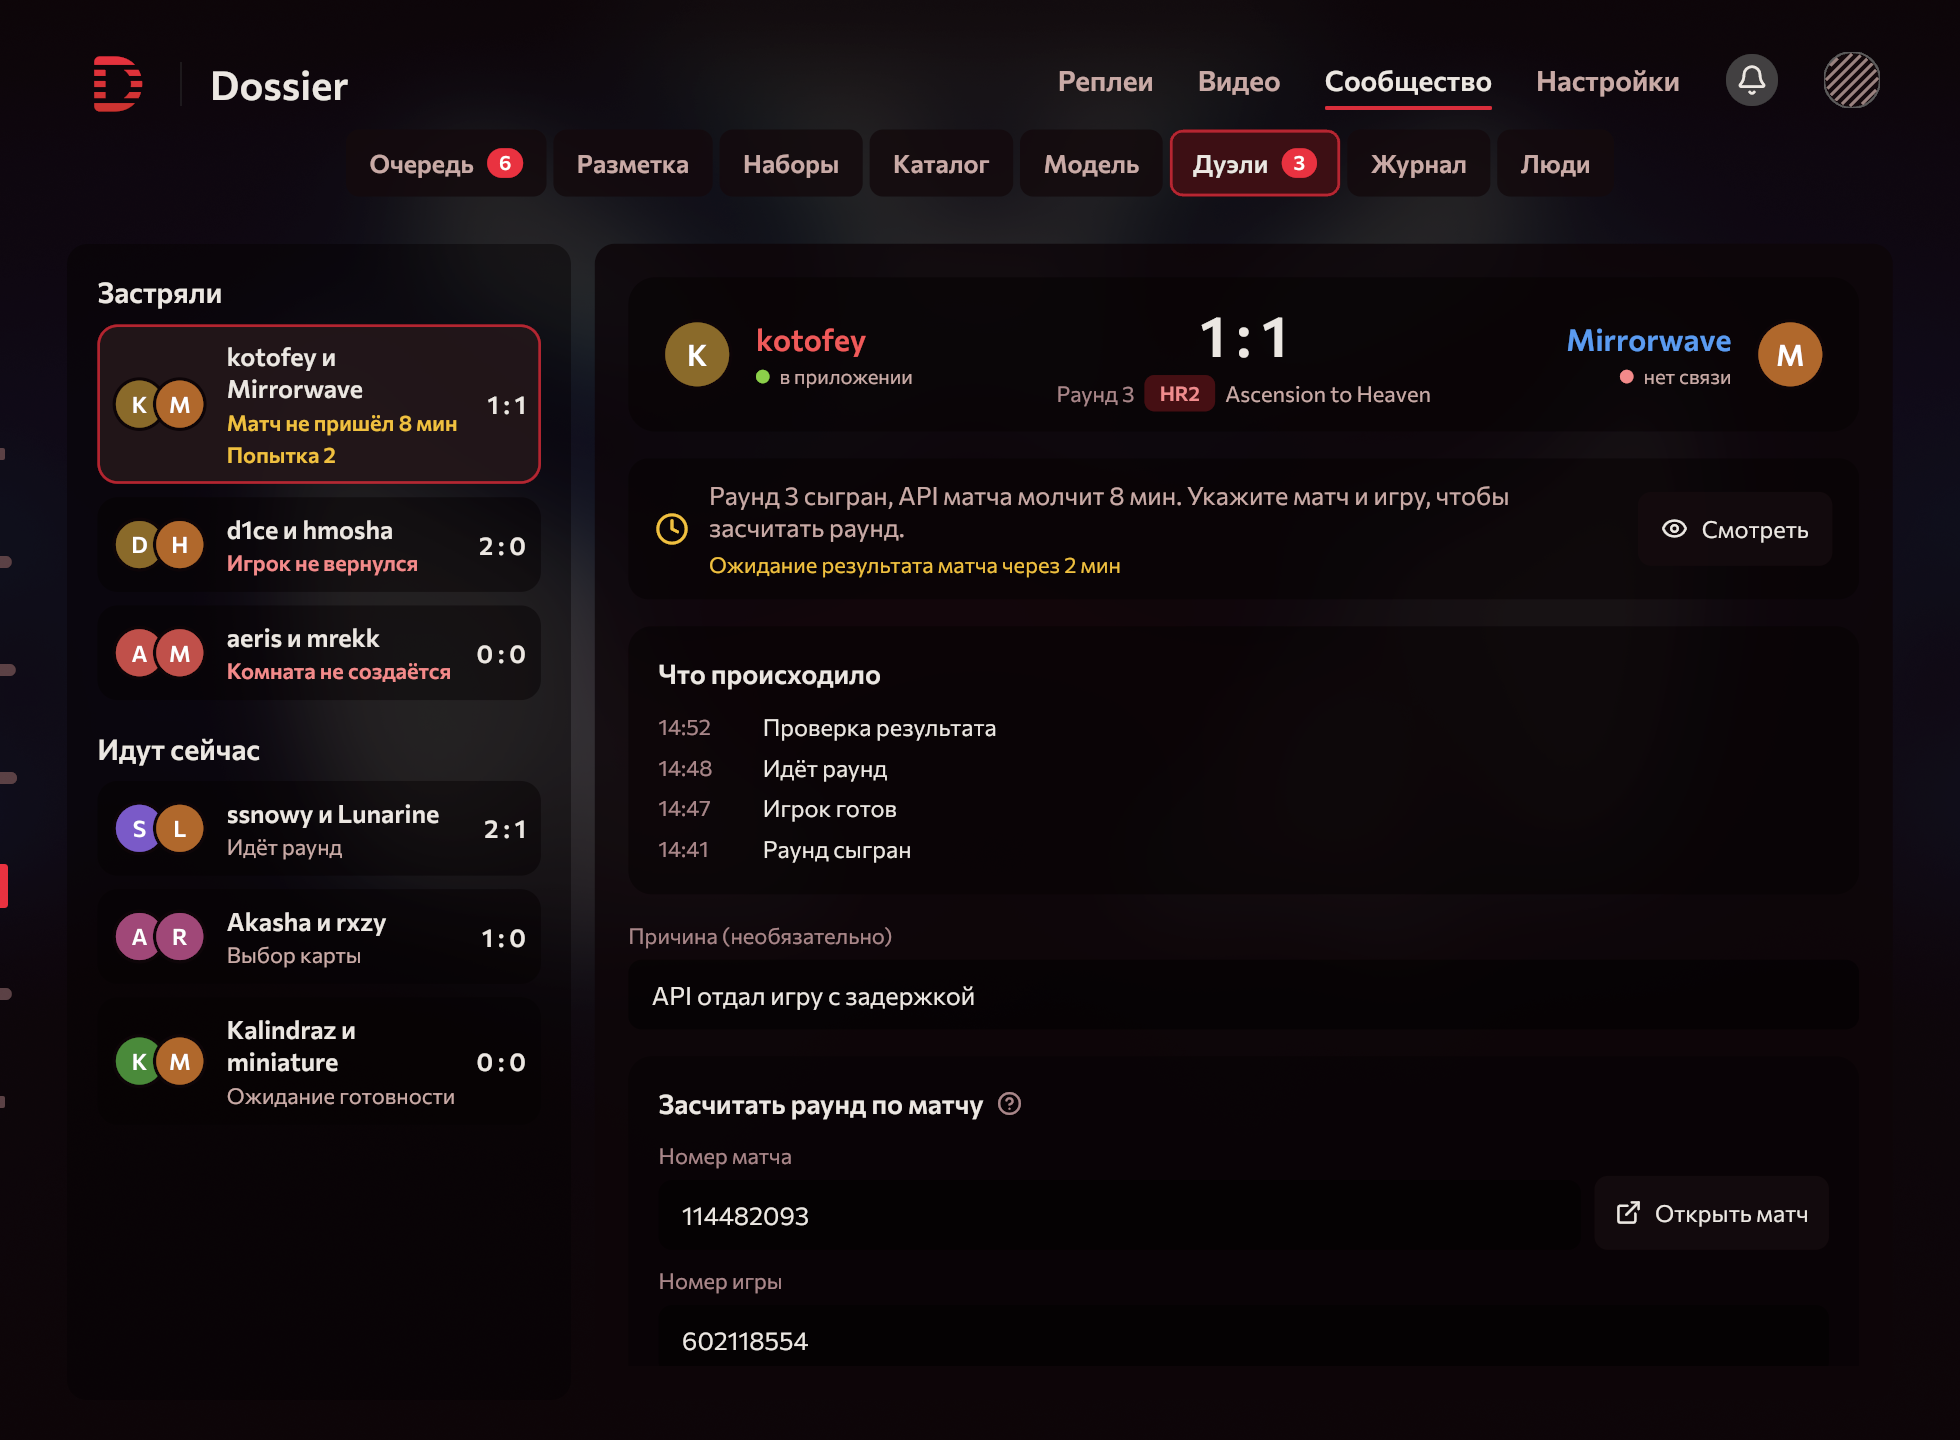 Dossier
Реплеи
Видео
Сообщество
Настройки
Очередь 6
Разметка
Наборы
Каталог
Модель
Дуэли 3
Журнал
Люди
Застряли
K M
kotofey и
Mirrorwave
Матч не пришёл 8 мин
Попытка 2
1:1
D H
d1ce и hmosha
Игрок не вернулся
2:0
A M
aeris и mrekk
Комната не создаётся
0:0
Идут сейчас
S L
ssnowy и Lunarine
Идёт раунд
2:1
A R
Akasha и rxzy
Выбор карты
1:0
K M
Kalindraz и
miniature
Ожидание готовности
0:0
K
kotofey
в приложении
1:1
Раунд 3 HR2 Ascension to Heaven
Mirrorwave
нет связи
M
Раунд 3 сыгран, API матча молчит 8 мин. Укажите матч и игру, чтобы
засчитать раунд.
Ожидание результата матча через 2 мин
Смотреть
Что происходило
14:52 Проверка результата
14:48 Идёт раунд
14:47 Игрок готов
14:41 Раунд сыгран
Причина (необязательно)
API отдал игру с задержкой
Засчитать раунд по матчу ?
Номер матча
114482093
Открыть матч
Номер игры
602118554